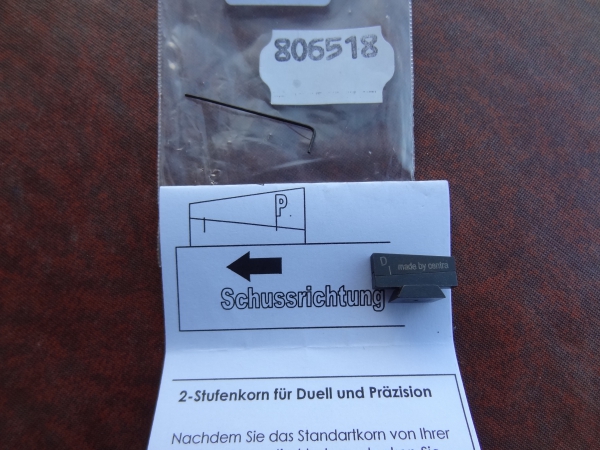 806518
P
Schussrichtung
D
made by centra
2-Stufenkorn für Duell und Präzision
Nachdem Sie das Standartkorn von Ihrer